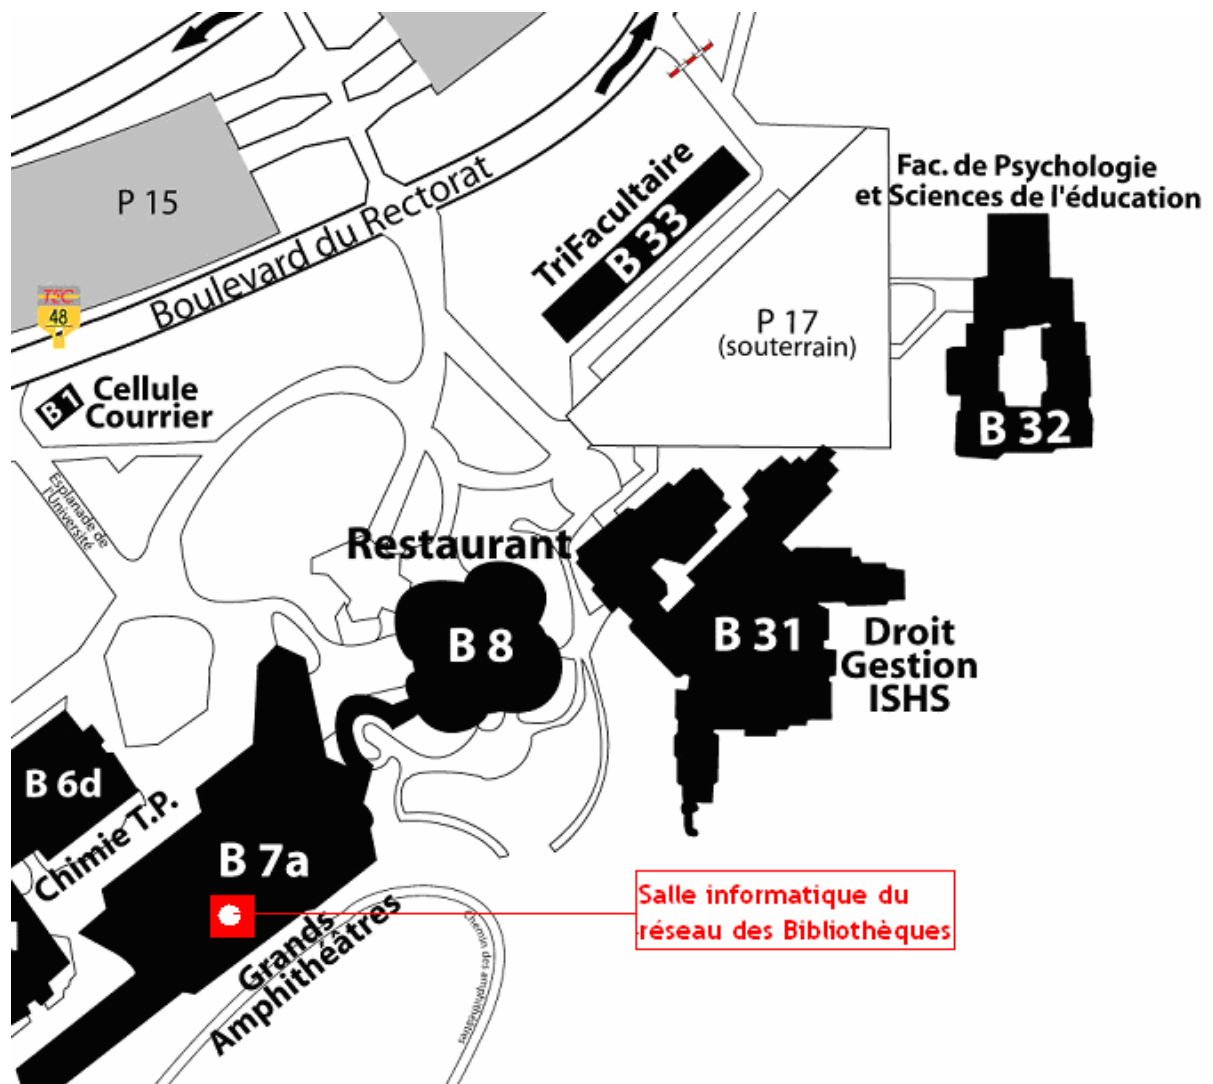 Fac. de Psychologie
et Sciences de l'éducation
TriFacultaire
B 33
P 15
Boulevard du Rectorat
TEC
48
P 17
(souterrain)
B 1
Cellule
Courrier
B 32
Esplanade de
l'Université
Restaurant
B 8
B 31
Droit
Gestion
ISHS
B 6d
Chimie T.P.
B 7a
Salle informatique du
réseau des Bibliothèques
Grands
Amphithéâtres
Chemin des amphithéâtres